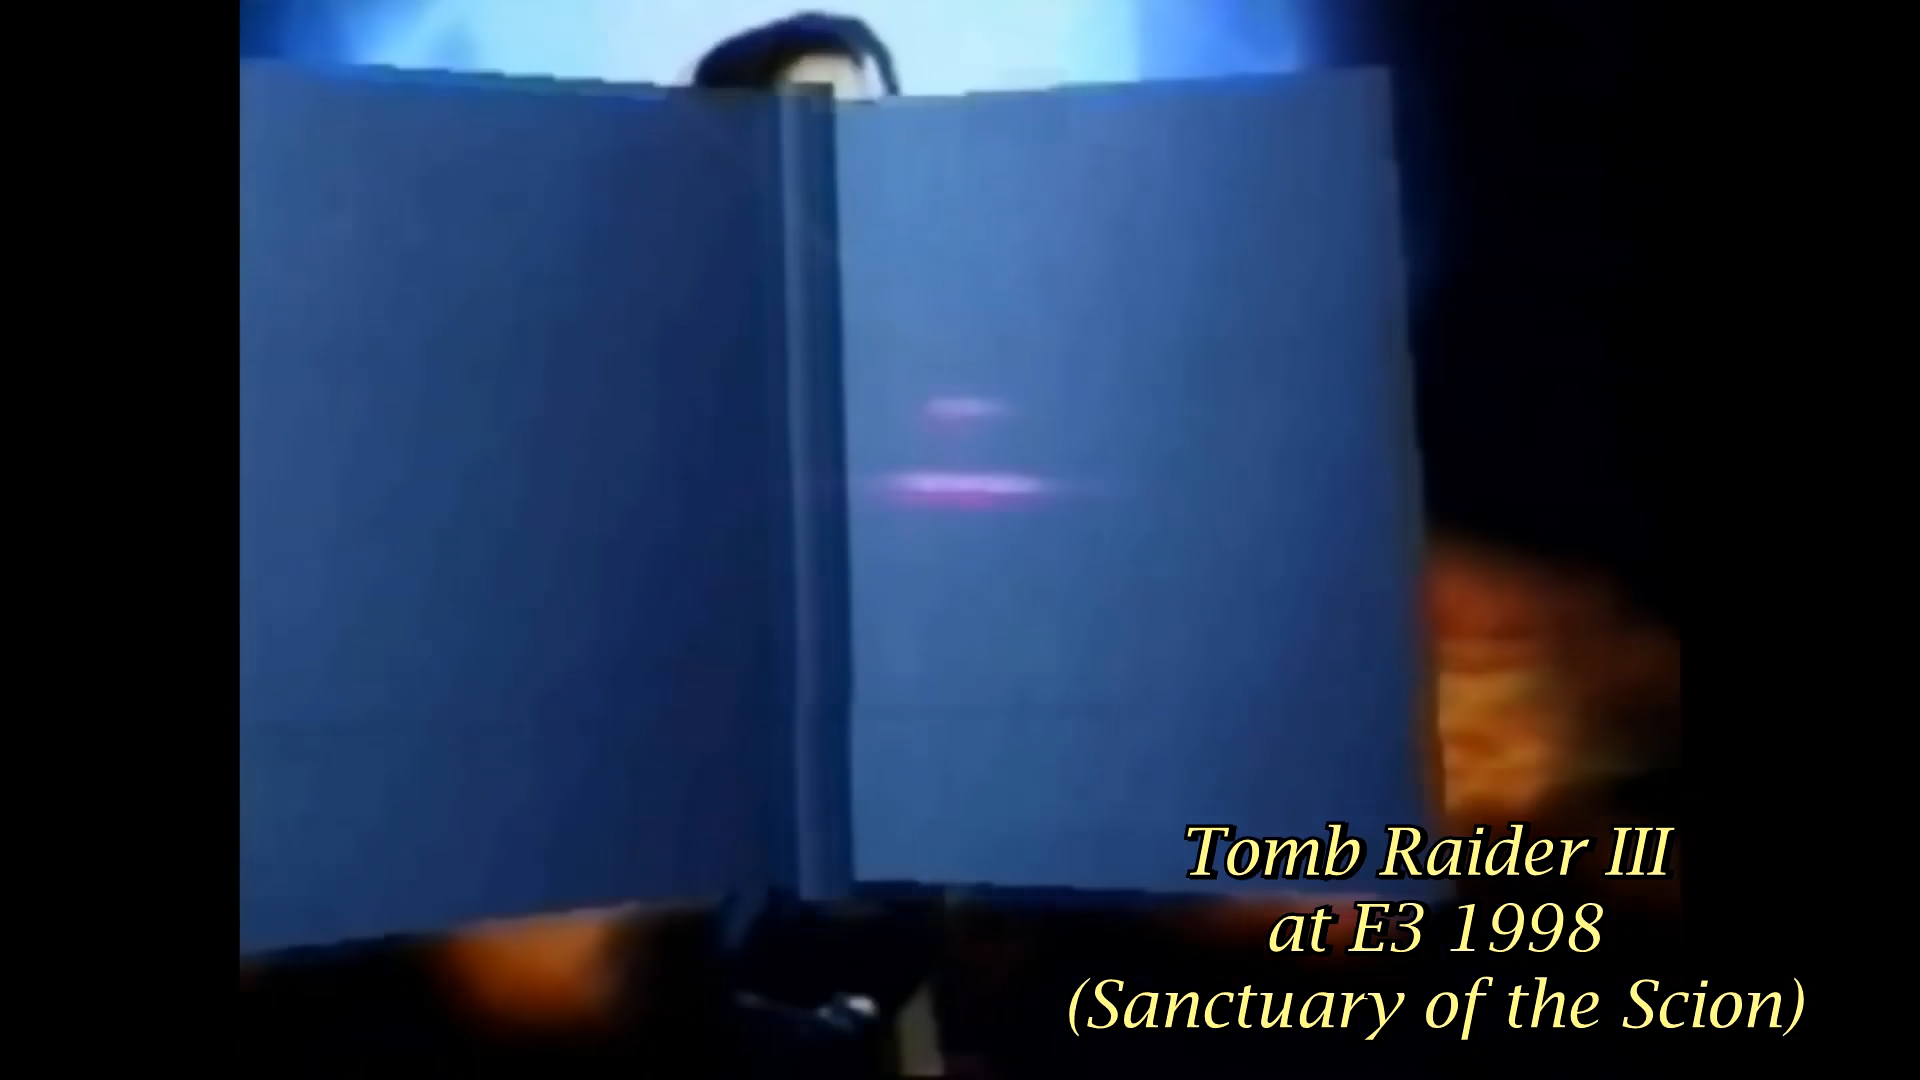 Tomb Raider III
at E3 1998
(Sanctuary of the Scion)